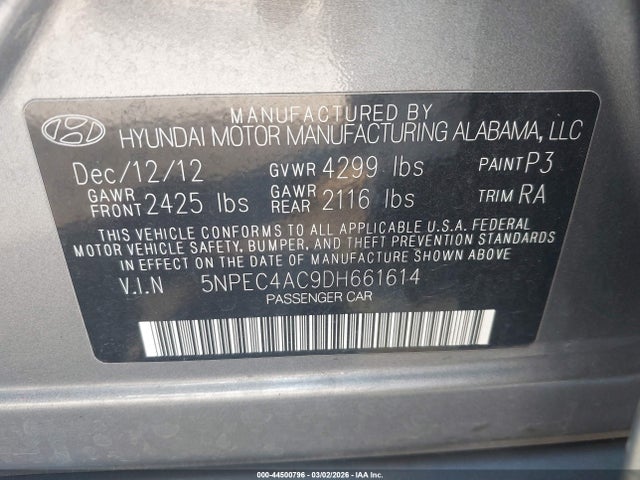 MANUFACTURED BY
HYUNDAI MOTOR MANUFACTURING ALABAMA, LLC
Dec/12/12 GVWR 4299 lbs PAINT P3
GAWR FRONT 2425 lbs GAWR REAR 2116 lbs TRIM RA
THIS VEHICLE CONFORMS TO ALL APPLICABLE U.S.A. FEDERAL
MOTOR VEHICLE SAFETY, BUMPER, AND THEFT PREVENTION STANDARDS
IN EFFECT ON THE DATE OF MANUFACTURE SHOWN ABOVE.
V.I.N 5NPEC4AC9DH661614
PASSENGER CAR
000-44500796 - 03/02/2026 - IAA Inc.